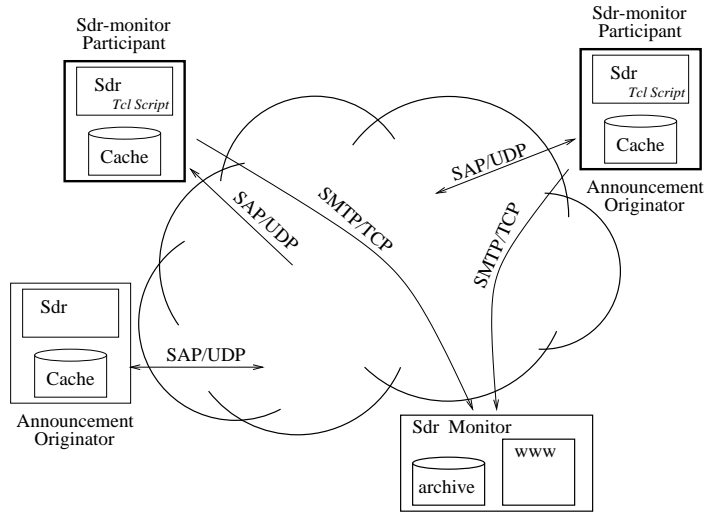 Sdr-monitor
Participant
Sdr
Tcl Script
Cache
Sdr-monitor
Participant
Sdr
Tcl Script
Cache
Announcement
Originator
SAP/UDP
SMTP/TCP
SAP/UDP
SMTP/TCP
Sdr
Cache
SAP/UDP
Announcement
Originator
Sdr Monitor
www
archive